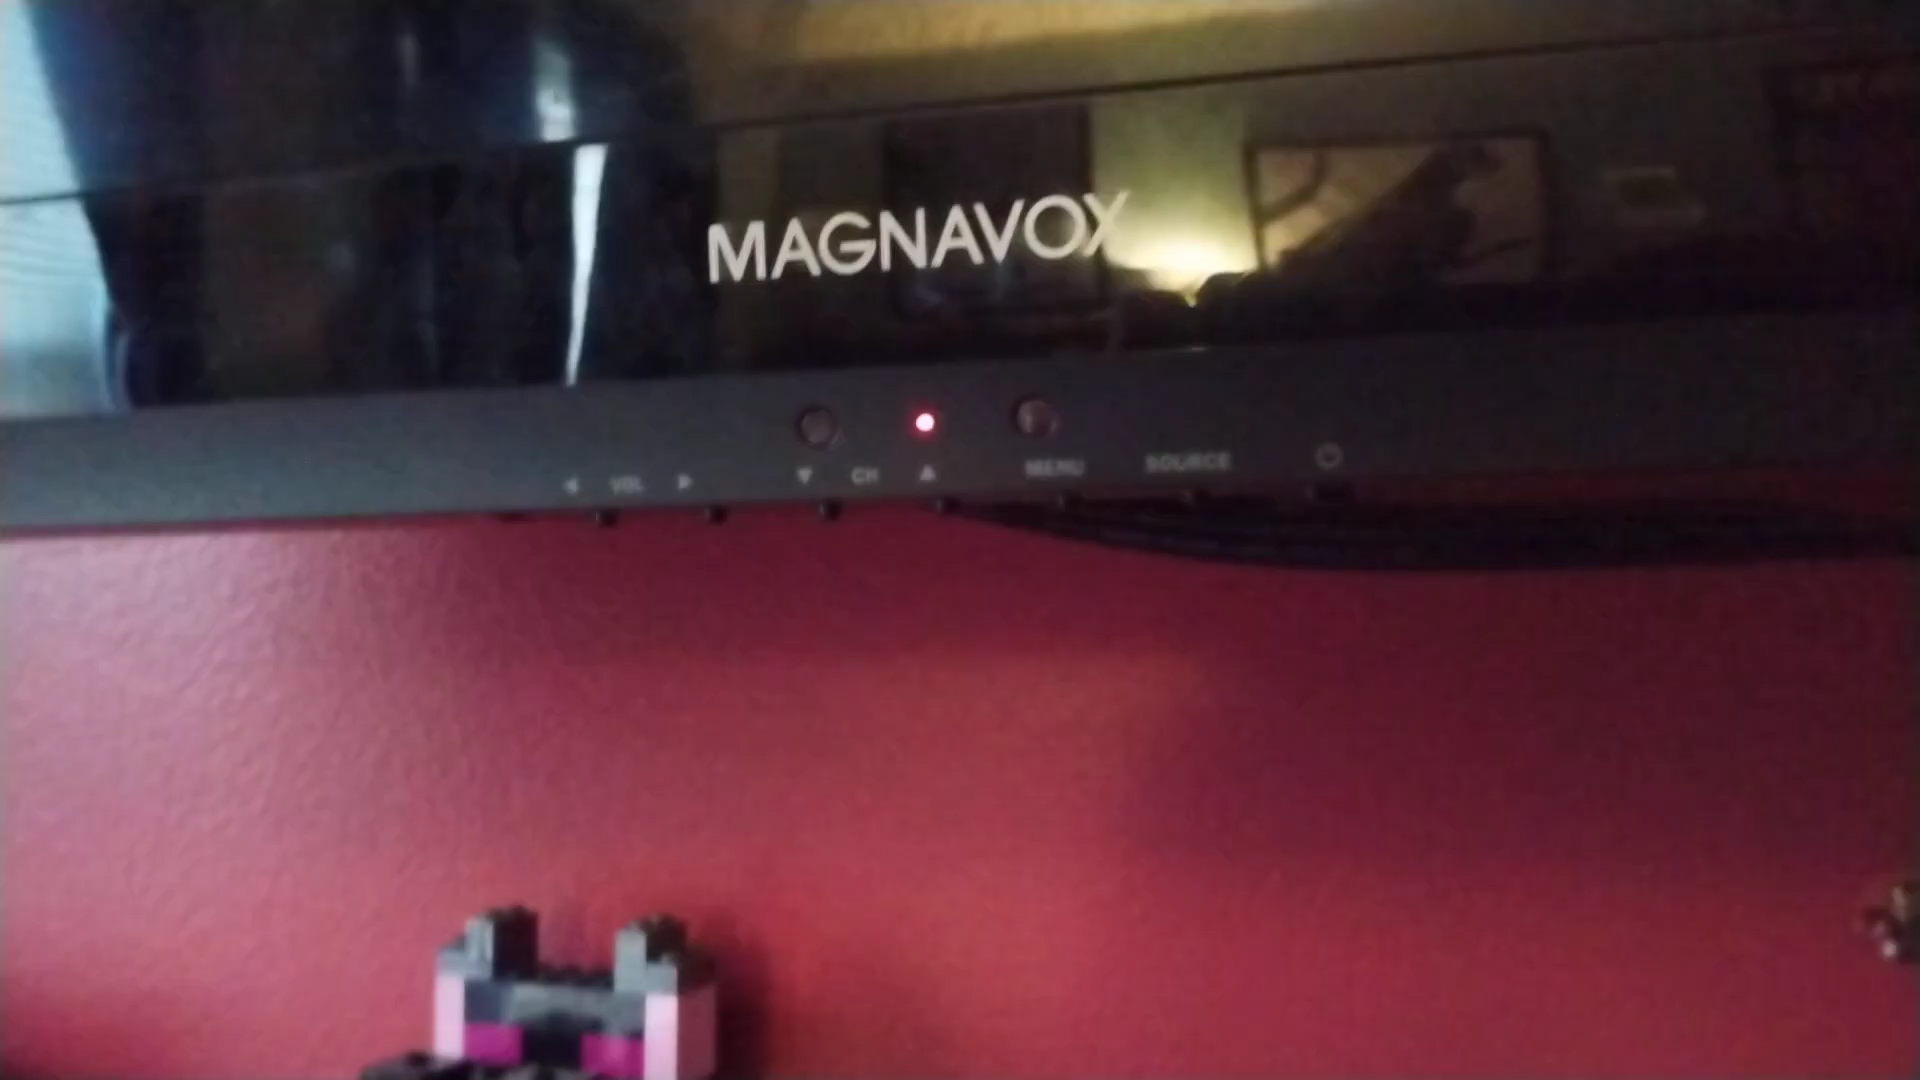 MAGNAVOX
◀ VOL ▶ ▼ CH ▲ MENU SOURCE